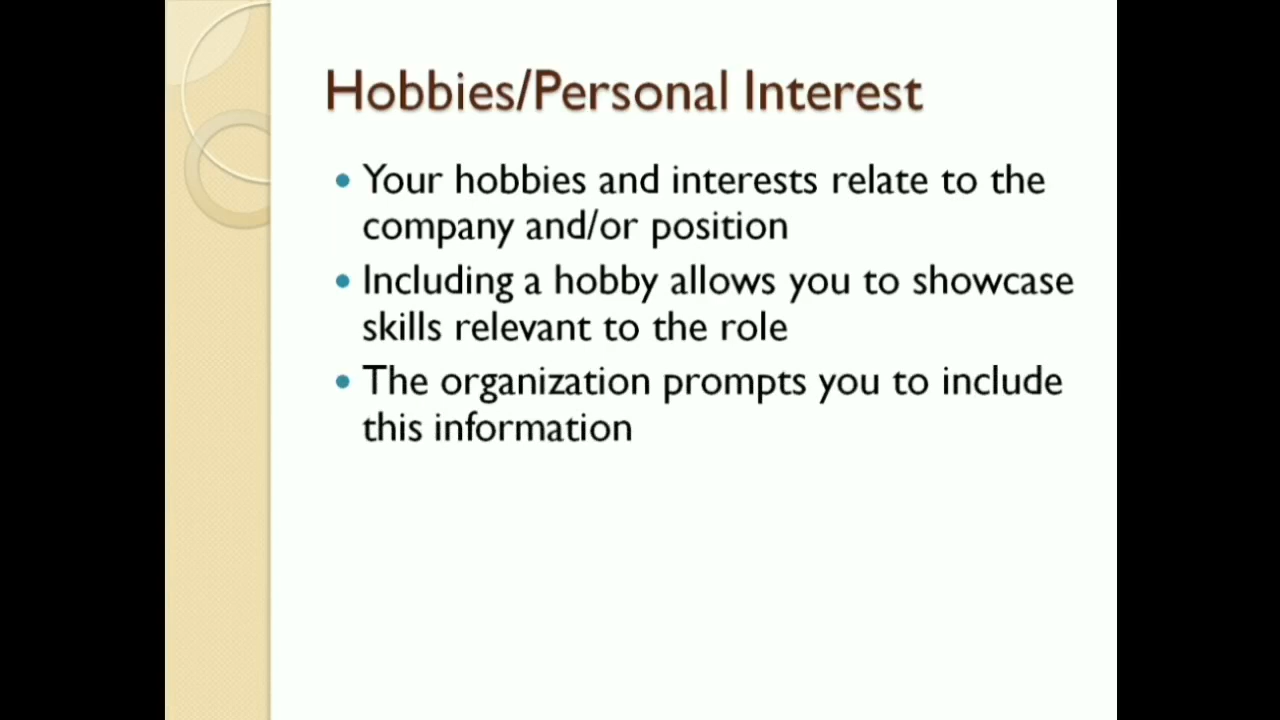 Hobbies/Personal Interest
• Your hobbies and interests relate to the
company and/or position
• Including a hobby allows you to showcase
skills relevant to the role
• The organization prompts you to include
this information